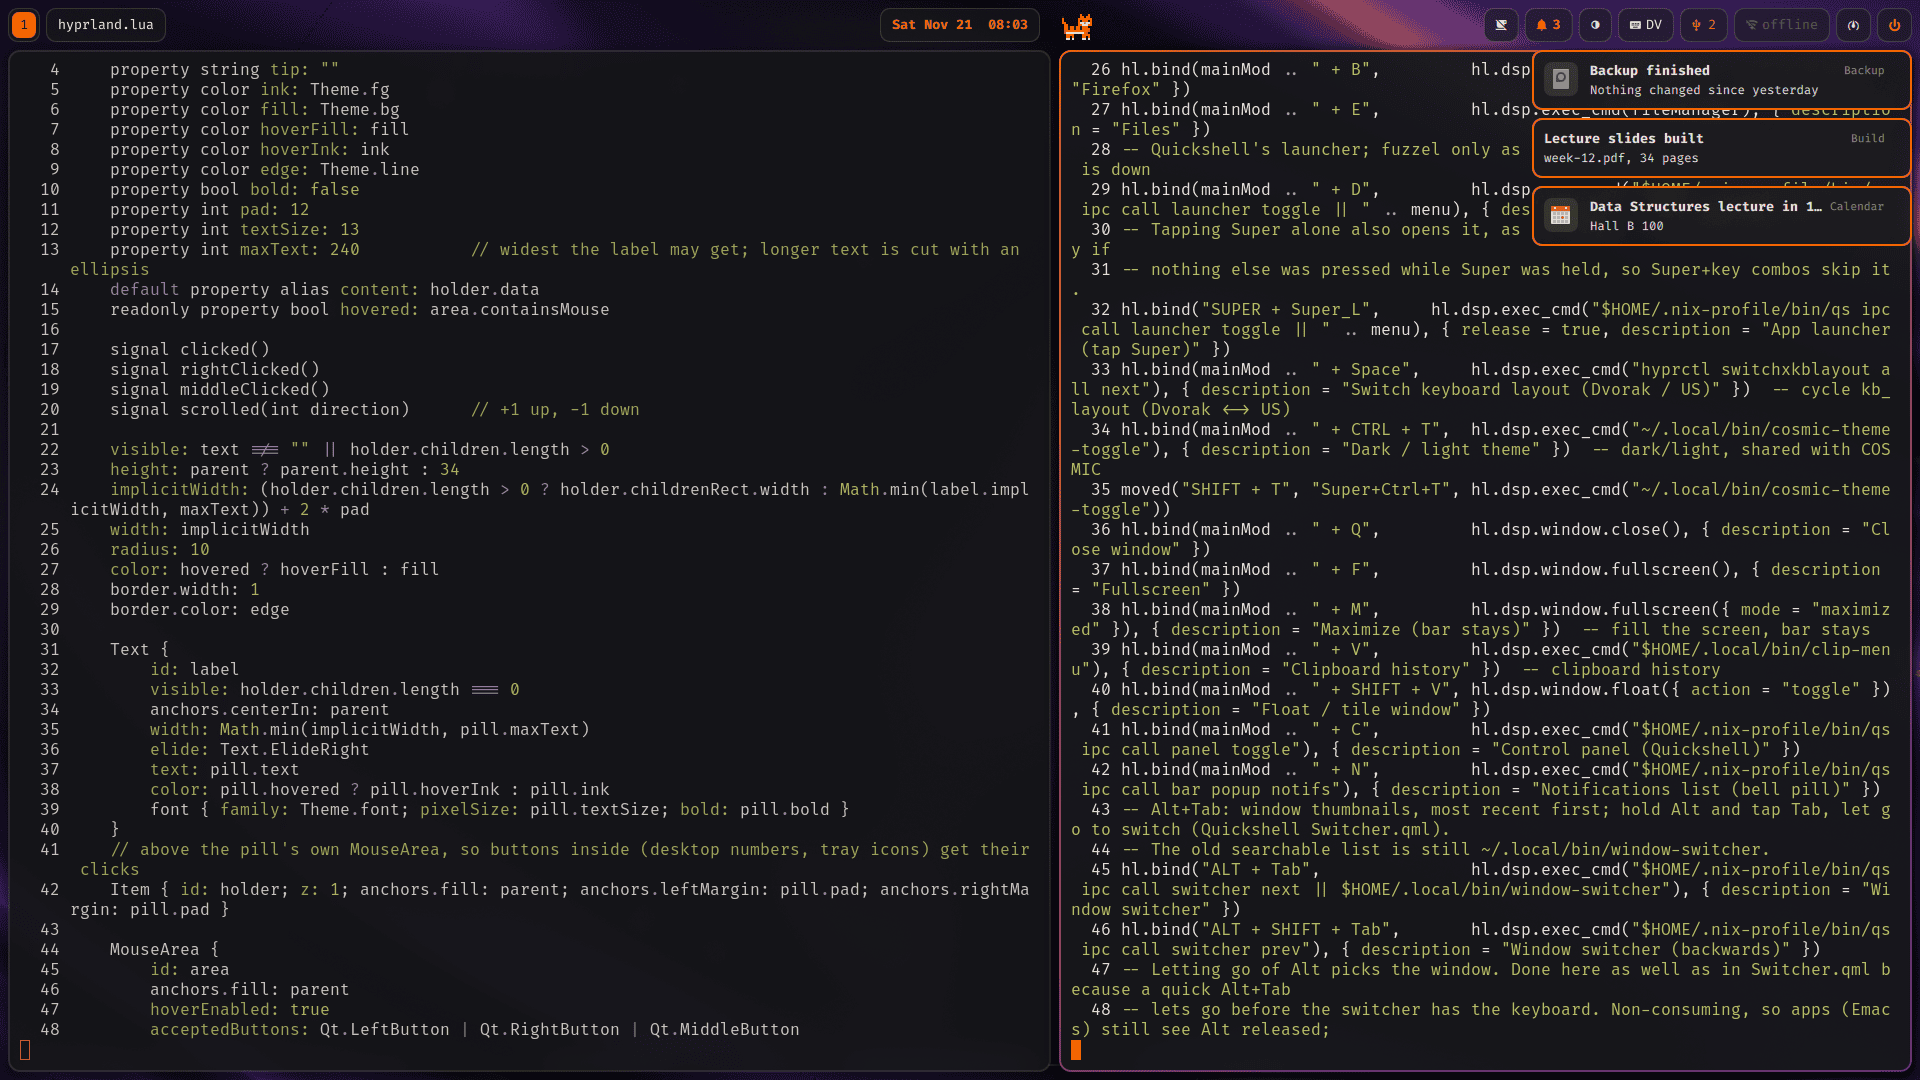 1 hyprland.lua
Sat Nov 21 08:03
3
DV
2
offline
4 property string tip: ""
5 property color ink: Theme.fg
6 property color fill: Theme.bg
7 property color hoverFill: fill
8 property color hoverInk: ink
9 property color edge: Theme.line
10 property bool bold: false
11 property int pad: 12
12 property int textSize: 13
13 property int maxText: 240 // widest the label may get; longer text is cut with an
ellipsis
14 default property alias content: holder.data
15 readonly property bool hovered: area.containsMouse
16
17 signal clicked()
18 signal rightClicked()
19 signal middleClicked()
20 signal scrolled(int direction) // +1 up, -1 down
21
22 visible: text !== "" || holder.children.length > 0
23 height: parent ? parent.height : 34
24 implicitWidth: (holder.children.length > 0 ? holder.childrenRect.width : Math.min(label.impl
icitWidth, maxText)) + 2 * pad
25 width: implicitWidth
26 radius: 10
27 color: hovered ? hoverFill : fill
28 border.width: 1
29 border.color: edge
30
31 Text {
32 id: label
33 visible: holder.children.length === 0
34 anchors.centerIn: parent
35 width: Math.min(implicitWidth, pill.maxText)
36 elide: Text.ElideRight
37 text: pill.text
38 color: pill.hovered ? pill.hoverInk : pill.ink
39 font { family: Theme.font; pixelSize: pill.textSize; bold: pill.bold }
40 }
41 // above the pill's own MouseArea, so buttons inside (desktop numbers, tray icons) get their
clicks
42 Item { id: holder; z: 1; anchors.fill: parent; anchors.leftMargin: pill.pad; anchors.rightMa
rgin: pill.pad }
43
44 MouseArea {
45 id: area
46 anchors.fill: parent
47 hoverEnabled: true
48 acceptedButtons: Qt.LeftButton | Qt.RightButton | Qt.MiddleButton
26 hl.bind(mainMod .. " + B", hl.dsp
"Firefox" })
27 hl.bind(mainMod .. " + E", hl.dsp.exec_cmd(fileManager), { descriptio
n = "Files" })
28 -- Quickshell's launcher; fuzzel only as
is down
29 hl.bind(mainMod .. " + D", hl.dsp.
ipc call launcher toggle || " .. menu), { des
30 -- Tapping Super alone also opens it, as
y if
31 -- nothing else was pressed while Super was held, so Super+key combos skip it
.
32 hl.bind("SUPER + Super_L", hl.dsp.exec_cmd("$HOME/.nix-profile/bin/qs ipc
call launcher toggle || " .. menu), { release = true, description = "App launcher
(tap Super)" })
33 hl.bind(mainMod .. " + Space", hl.dsp.exec_cmd("hyprctl switchxkblayout a
ll next"), { description = "Switch keyboard layout (Dvorak / US)" }) -- cycle kb_
layout (Dvorak <-> US)
34 hl.bind(mainMod .. " + CTRL + T", hl.dsp.exec_cmd("~/.local/bin/cosmic-theme
-toggle"), { description = "Dark / light theme" }) -- dark/light, shared with COS
MIC
35 moved("SHIFT + T", "Super+Ctrl+T", hl.dsp.exec_cmd("~/.local/bin/cosmic-theme
-toggle"))
36 hl.bind(mainMod .. " + Q", hl.dsp.window.close(), { description = "Cl
ose window" })
37 hl.bind(mainMod .. " + F", hl.dsp.window.fullscreen(), { description
= "Fullscreen" })
38 hl.bind(mainMod .. " + M", hl.dsp.window.fullscreen({ mode = "maximiz
ed" }), { description = "Maximize (bar stays)" }) -- fill the screen, bar stays
39 hl.bind(mainMod .. " + V", hl.dsp.exec_cmd("$HOME/.local/bin/clip-men
u"), { description = "Clipboard history" }) -- clipboard history
40 hl.bind(mainMod .. " + SHIFT + V", hl.dsp.window.float({ action = "toggle" })
, { description = "Float / tile window" })
41 hl.bind(mainMod .. " + C", hl.dsp.exec_cmd("$HOME/.nix-profile/bin/qs
ipc call panel toggle"), { description = "Control panel (Quickshell)" })
42 hl.bind(mainMod .. " + N", hl.dsp.exec_cmd("$HOME/.nix-profile/bin/qs
ipc call bar popup notifs"), { description = "Notifications list (bell pill)" })
43 -- Alt+Tab: window thumbnails, most recent first; hold Alt and tap Tab, let g
o to switch (Quickshell Switcher.qml).
44 -- The old searchable list is still ~/.local/bin/window-switcher.
45 hl.bind("ALT + Tab", hl.dsp.exec_cmd("$HOME/.nix-profile/bin/qs
ipc call switcher next || $HOME/.local/bin/window-switcher"), { description = "Wi
ndow switcher" })
46 hl.bind("ALT + SHIFT + Tab", hl.dsp.exec_cmd("$HOME/.nix-profile/bin/qs
ipc call switcher prev"), { description = "Window switcher (backwards)" })
47 -- Letting go of Alt picks the window. Done here as well as in Switcher.qml b
ecause a quick Alt+Tab
48 -- lets go before the switcher has the keyboard. Non-consuming, so apps (Emac
s) still see Alt released;
Backup finished Backup
Nothing changed since yesterday
Lecture slides built Build
week-12.pdf, 34 pages
Data Structures lecture in 1… Calendar
Hall B 100